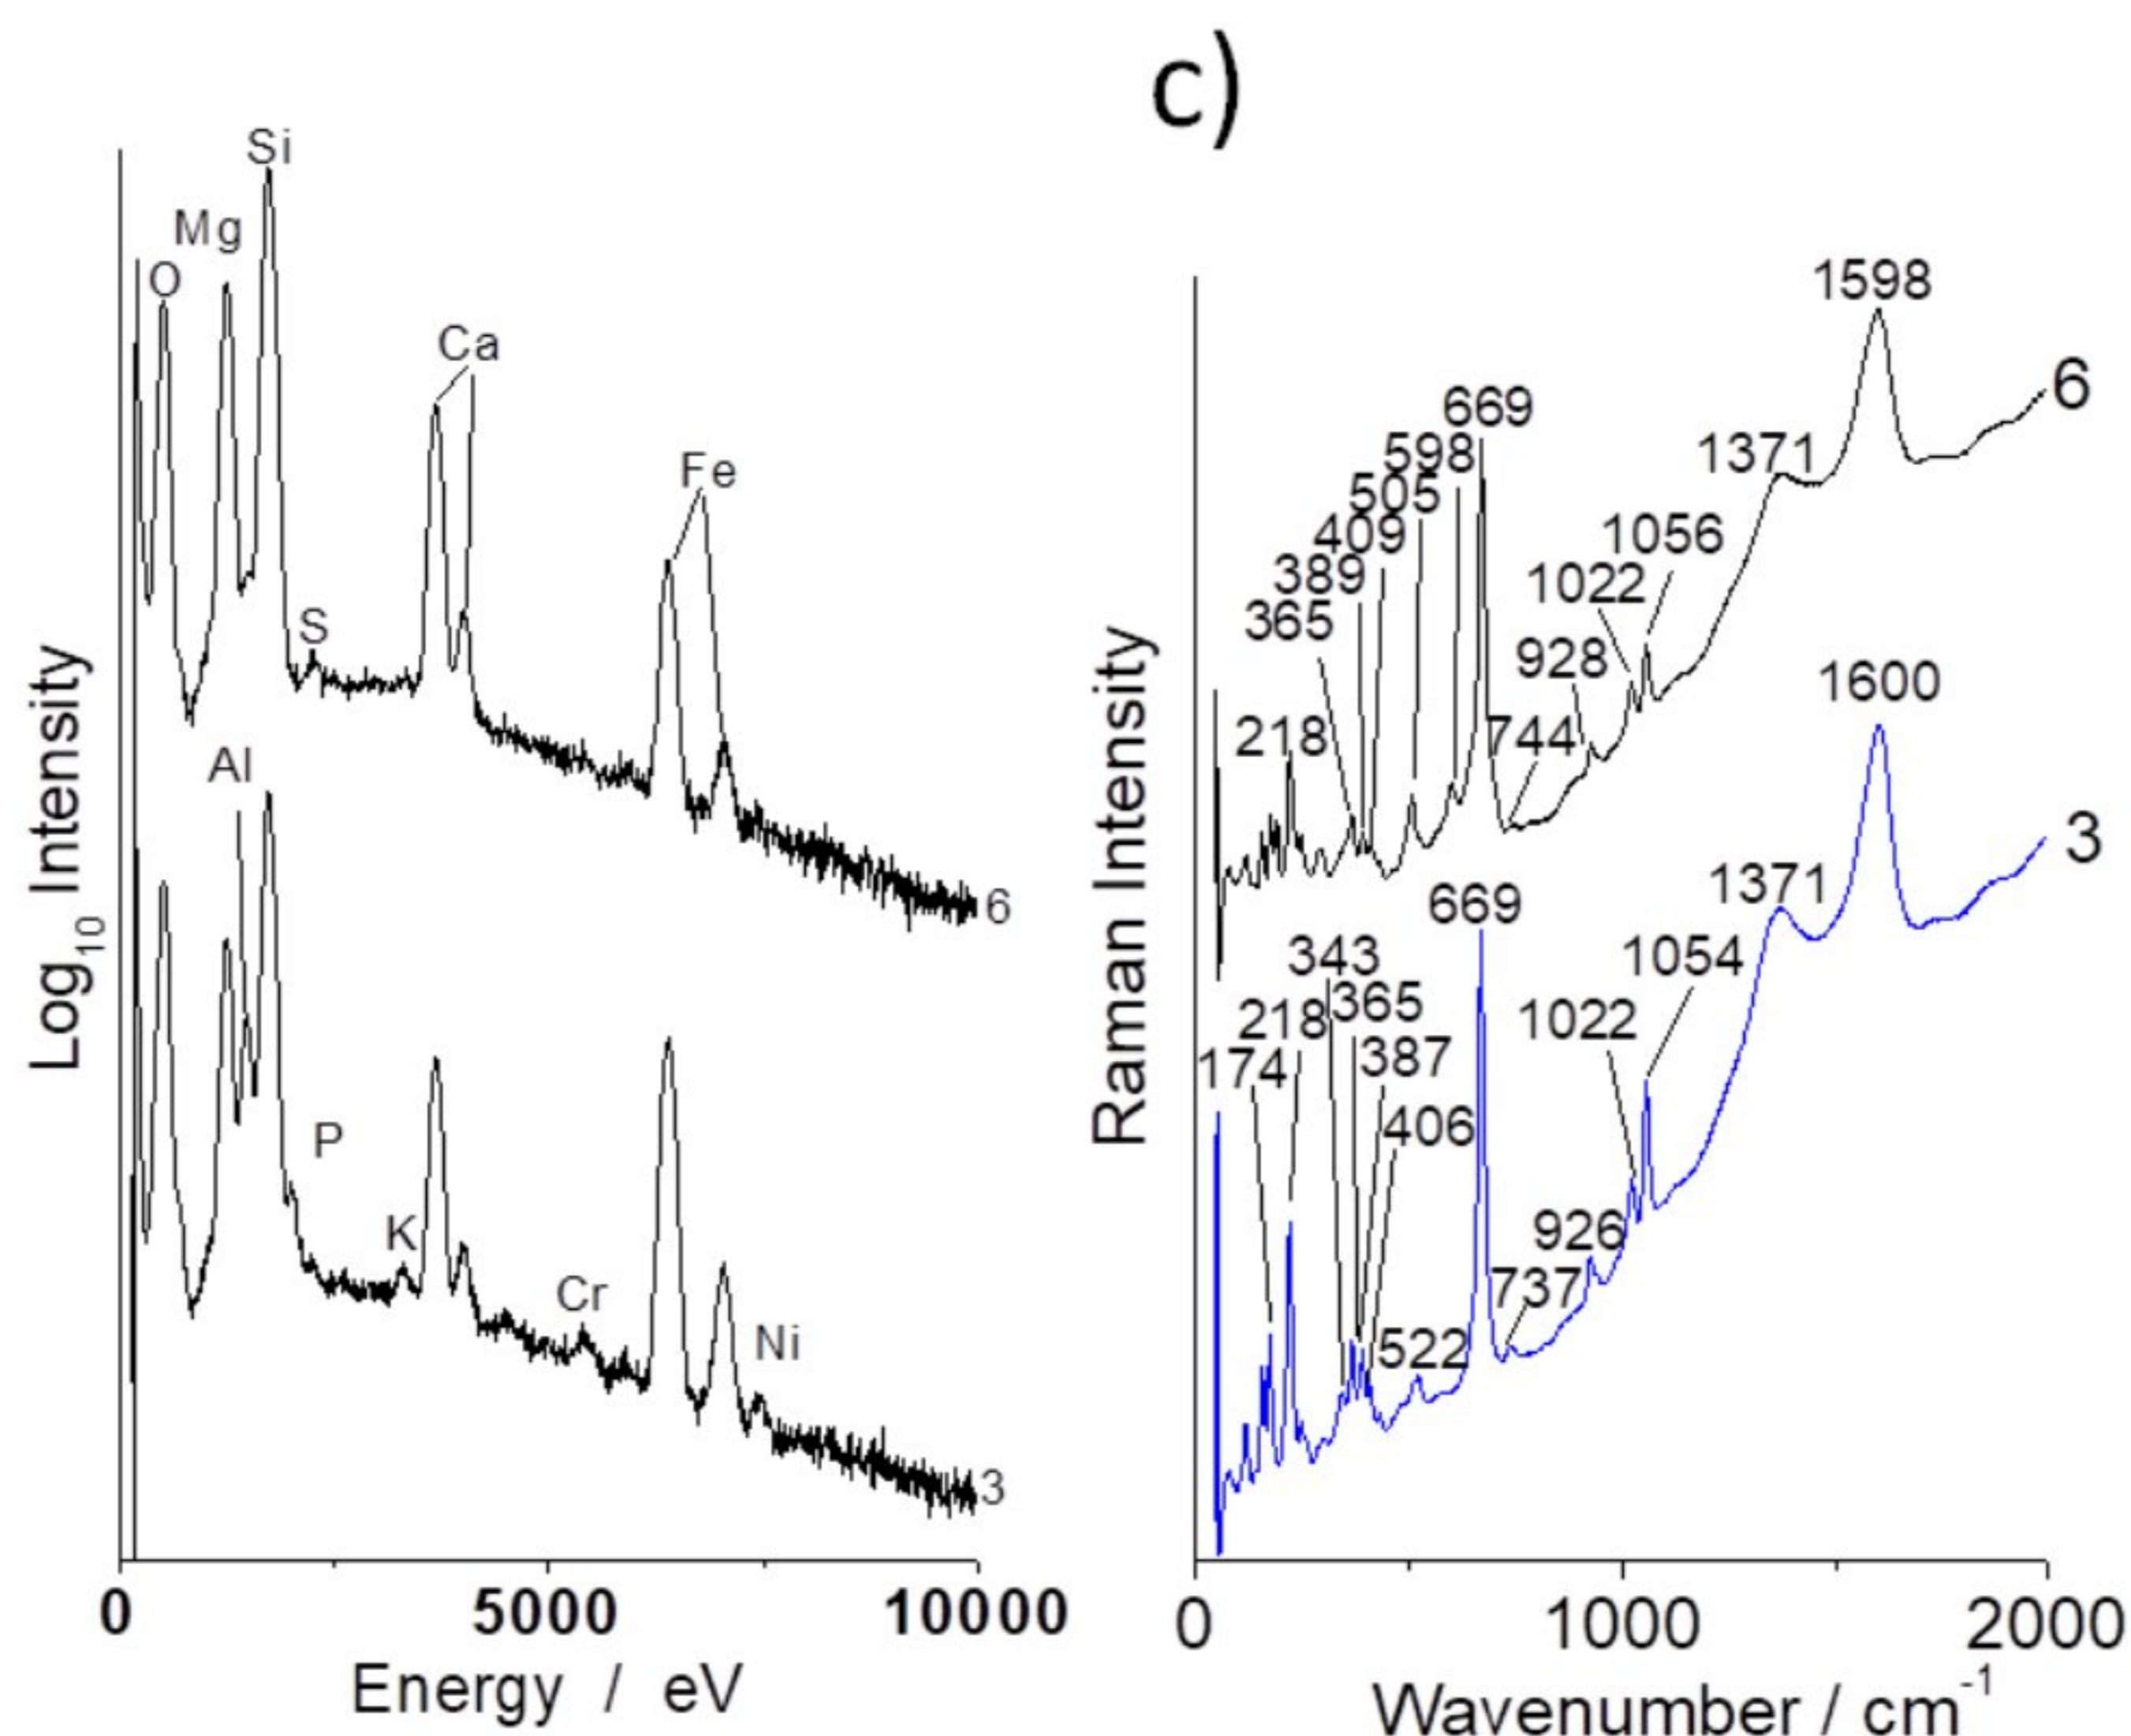 c)
Si
Mg
O
Ca
Fe
S
6
Al
P
K
Cr
Ni
3
Log10 Intensity
0 5000 10000
Energy / eV
1598
6
669
598
505
409
389
365
218
1371
1056
1022
928
744
1600
3
1371
669
343
1054
365
218
1022
387
174
406
926
737
522
Raman Intensity
0 1000 2000
Wavenumber / cm-1